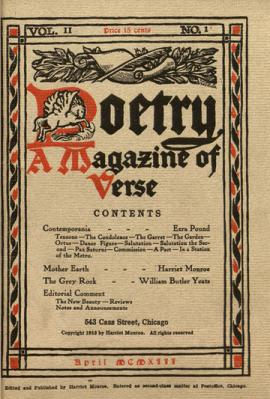 VOL. II Price 15 cents NO. 1
Poetry
A Magazine of
Verse
CONTENTS
Contemporania - - - Ezra Pound
Tenzone—The Condolence—The Garret—The Garden—
Ortus—Dance Figure—Salutation—Salutation the Sec-
ond—Pax Saturni—Commission—A Pact—In a Station
of the Metro.
Mother Earth - - - Harriet Monroe
The Grey Rock - - William Butler Yeats
Editorial Comment
The New Beauty—Reviews
Notes and Announcements
543 Cass Street, Chicago
Copyright 1913 by Harriet Monroe. All rights reserved
April MCMXIII
Edited and Published by Harriet Monroe. Entered as second-class matter at Postoffice, Chicago.